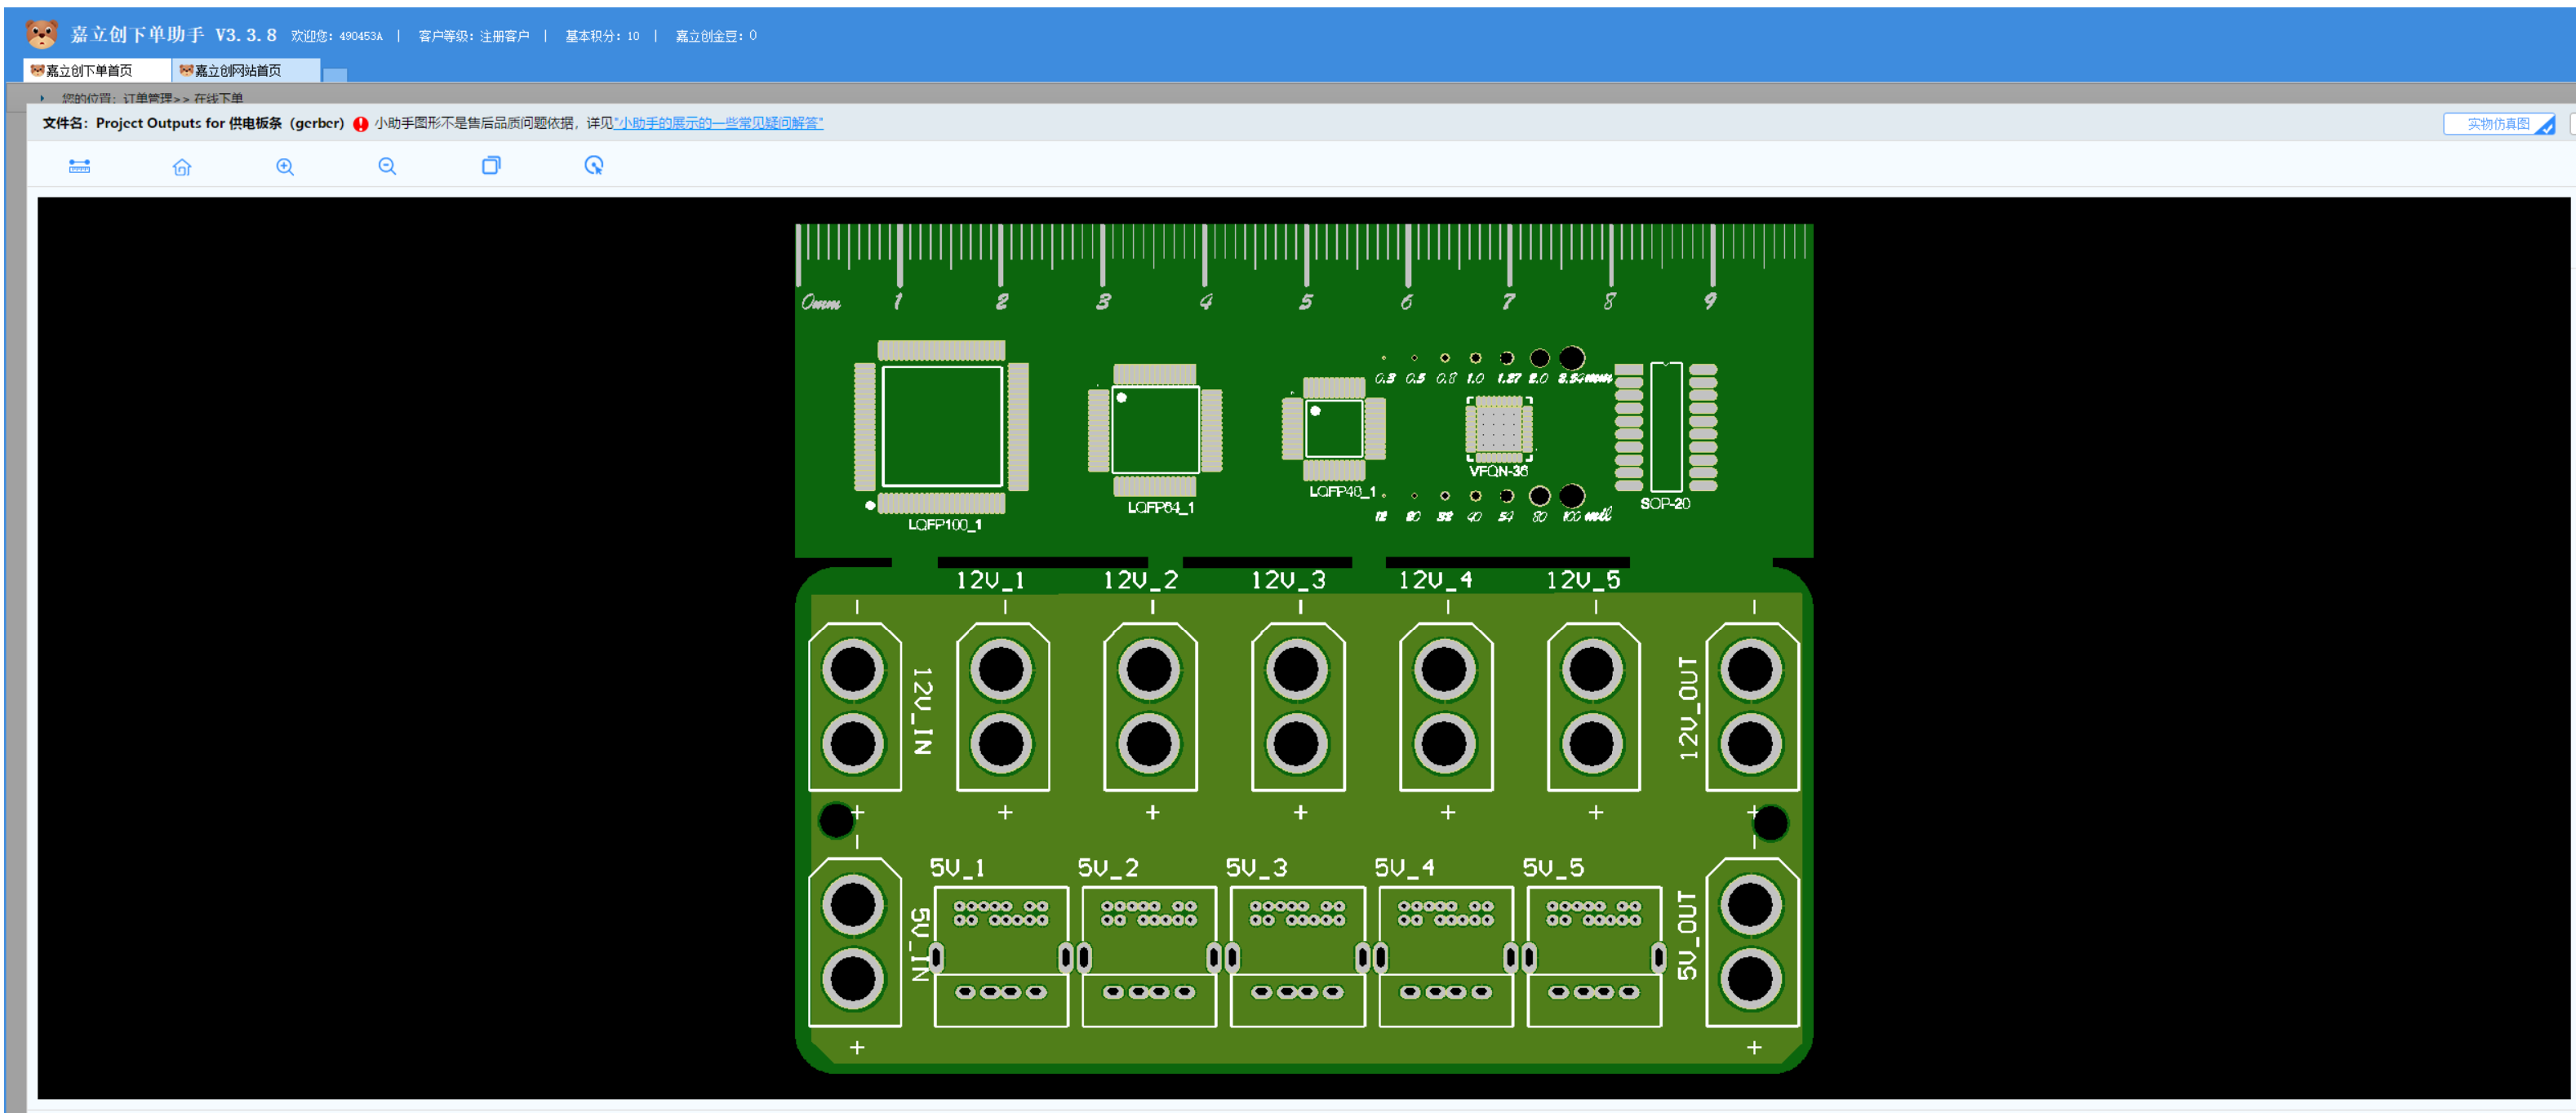 嘉立创下单助手 V3.3.8 欢迎您: 490453A | 客户等级: 注册客户 | 基本积分: 10 | 嘉立创金豆: 0
嘉立创下单首页 嘉立创网站首页
您的位置: 订单管理>> 在线下单
文件名: Project Outputs for 供电板条 (gerber) 小助手图形不是售后品质问题依据, 详见"小助手的展示的一些常见疑问解答"
实物仿真图
0mm 1 2 3 4 5 6 7 8 9
0.3 0.5 0.8 1.0 1.27 2.0 2.54mm
VFQN-36
LQFP48_1
SOP-20
LQFP64_1
12 20 32 40 54 80 100 mil
LQFP100_1
12V_1 12V_2 12V_3 12V_4 12V_5
- - - - - - -
12V_IN 12V_OUT
+ + + + + + +
- -
5V_1 5V_2 5V_3 5V_4 5V_5
5V_IN 5V_OUT
+ +